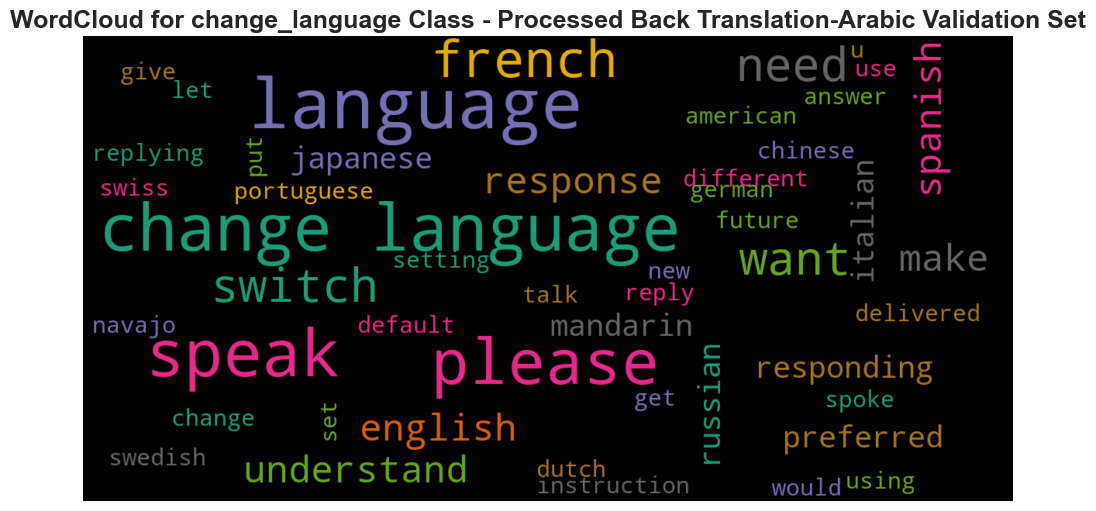 WordCloud for change_language Class - Processed Back Translation-Arabic Validation Set
french
need
u
use
spanish
give
let
language
answer
american
replying
put
japanese
chinese
swiss
portuguese
response
different
german
italian
change language
future
setting
want
make
switch
new
talk
reply
delivered
navajo
default
mandarin
speak
please
russian
responding
get
spoke
change
set
english
preferred
swedish
understand
dutch
instruction
would
using